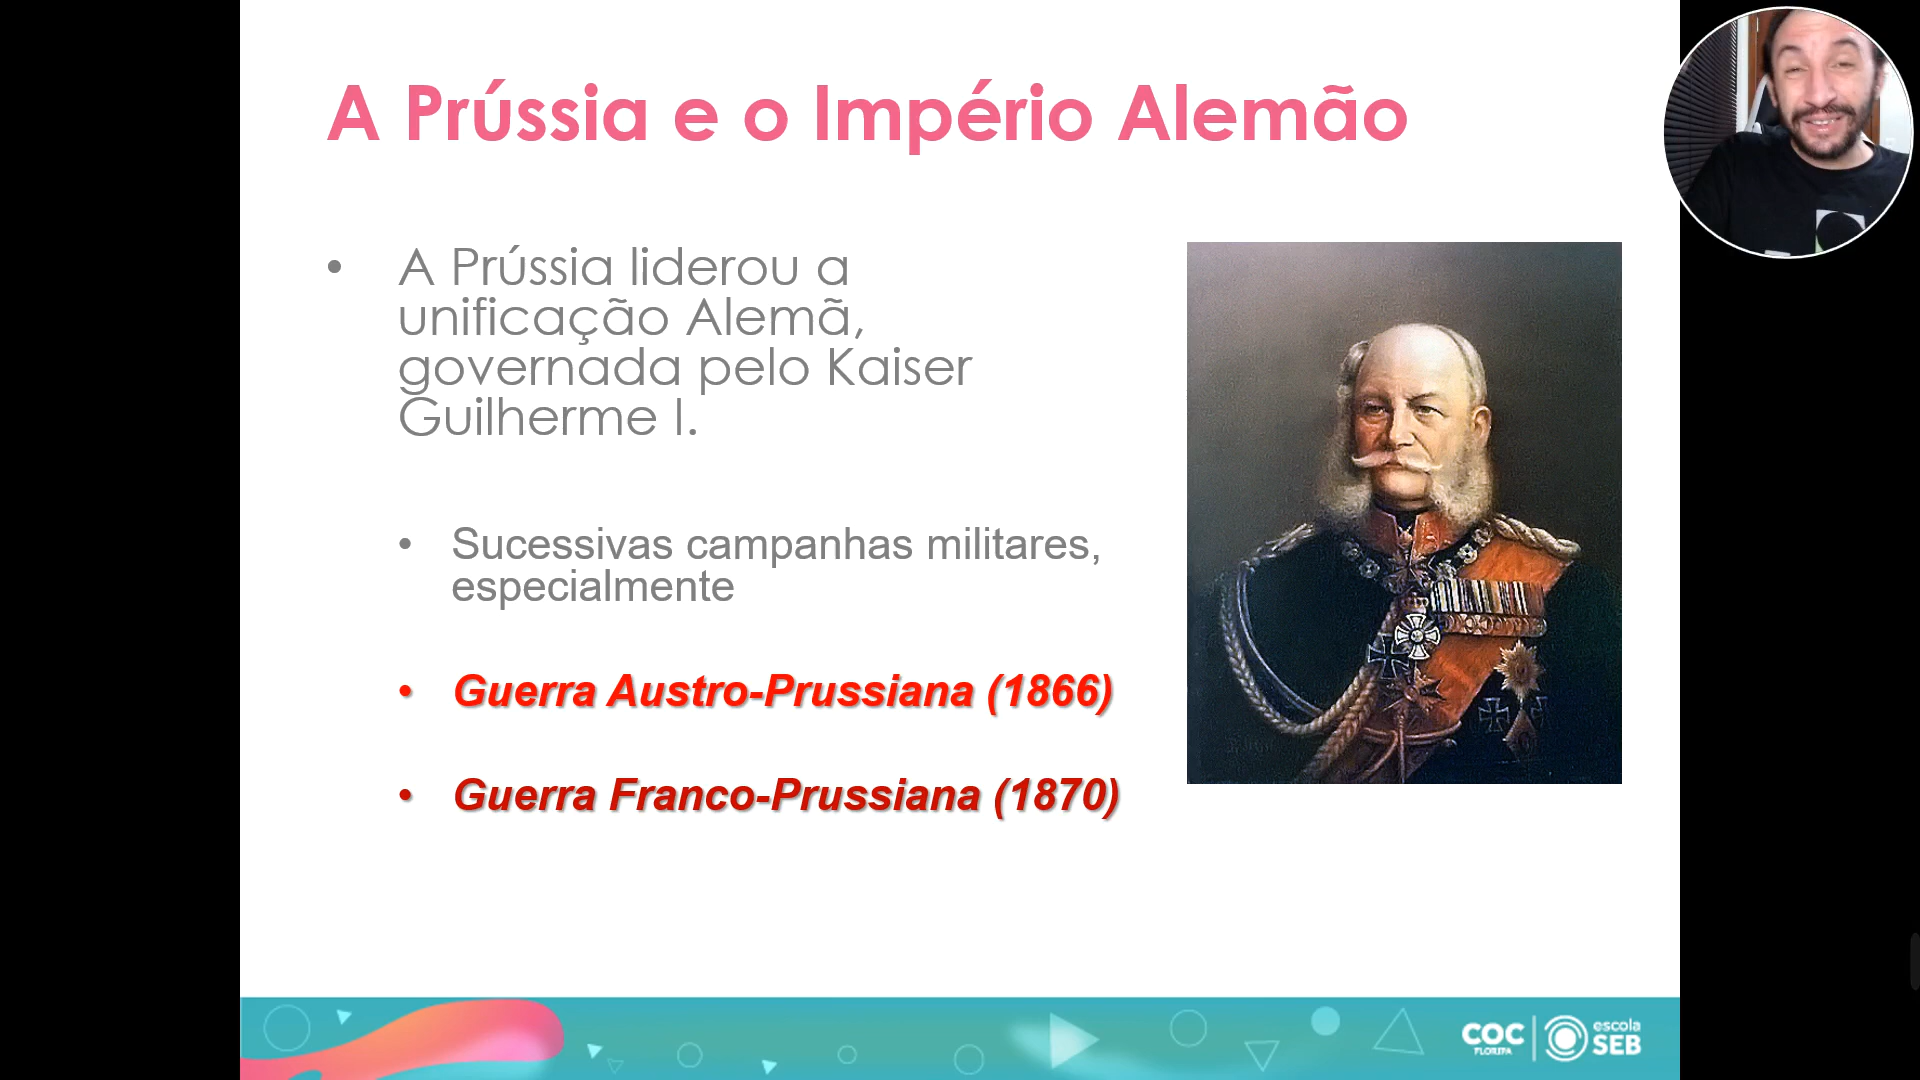 A Prússia e o Império Alemão
• A Prússia liderou a
unificação Alemã,
governada pelo Kaiser
Guilherme I.
• Sucessivas campanhas militares,
especialmente
• Guerra Austro-Prussiana (1866)
• Guerra Franco-Prussiana (1870)
COC
FLORIPA
escola
SEB